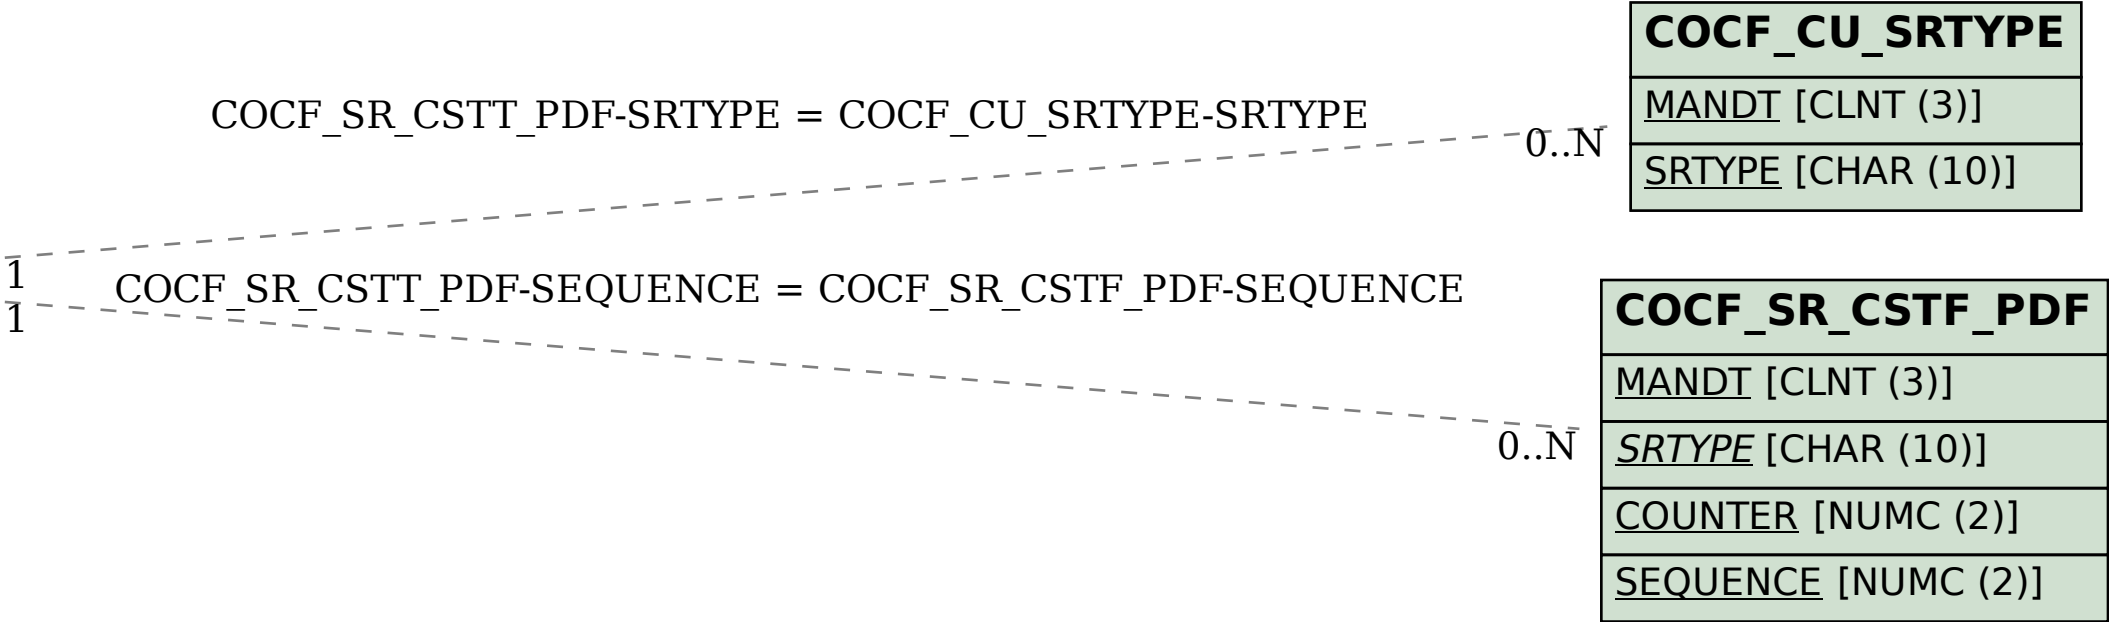 COCF_CU_SRTYPE
MANDT [CLNT (3)]
SRTYPE [CHAR (10)]
COCF_SR_CSTT_PDF-SRTYPE = COCF_CU_SRTYPE-SRTYPE
0..N
1
COCF_SR_CSTT_PDF-SEQUENCE = COCF_SR_CSTF_PDF-SEQUENCE
1
0..N
COCF_SR_CSTF_PDF
MANDT [CLNT (3)]
SRTYPE [CHAR (10)]
COUNTER [NUMC (2)]
SEQUENCE [NUMC (2)]